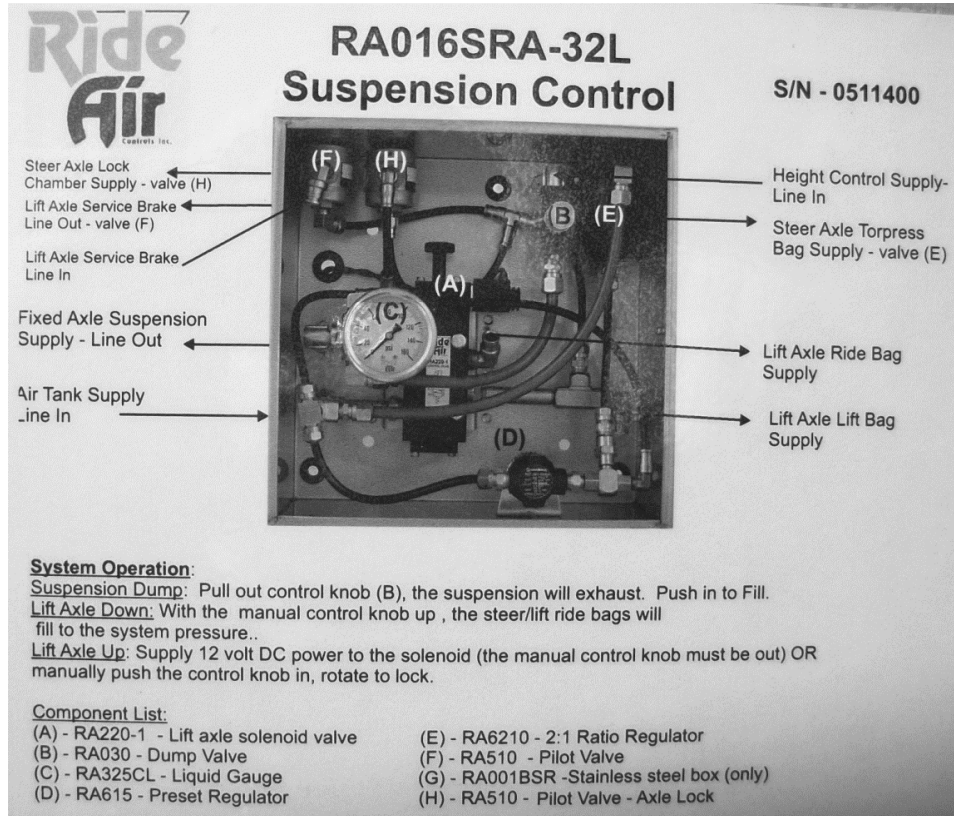 Ride
Air
Controls Inc.
RA016SRA-32L
Suspension Control
S/N - 0511400
Steer Axle Lock
Chamber Supply - valve (H)
Lift Axle Service Brake
Line Out - valve (F)
Lift Axle Service Brake
Line In
Fixed Axle Suspension
Supply - Line Out
Air Tank Supply
Line In
(F)
(H)
B
(E)
(A)
(C)
(D)
psi
Ride
Air
RA220-1
Height Control Supply-
Line In
Steer Axle Torpress
Bag Supply - valve (E)
Lift Axle Ride Bag
Supply
Lift Axle Lift Bag
Supply
System Operation:
Suspension Dump: Pull out control knob (B), the suspension will exhaust. Push in to Fill.
Lift Axle Down: With the manual control knob up , the steer/lift ride bags will
fill to the system pressure..
Lift Axle Up: Supply 12 volt DC power to the solenoid (the manual control knob must be out) OR
manually push the control knob in, rotate to lock.
Component List:
(A) - RA220-1 - Lift axle solenoid valve
(B) - RA030 - Dump Valve
(C) - RA325CL - Liquid Gauge
(D) - RA615 - Preset Regulator
(E) - RA6210 - 2:1 Ratio Regulator
(F) - RA510 - Pilot Valve
(G) - RA001BSR -Stainless steel box (only)
(H) - RA510 - Pilot Valve - Axle Lock